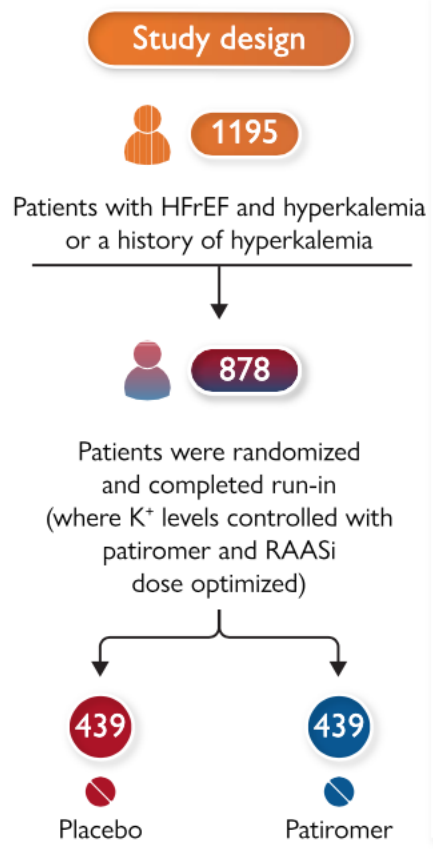 Study design
1195
Patients with HFrEF and hyperkalemia
or a history of hyperkalemia
878
Patients were randomized
and completed run-in
(where K⁺ levels controlled with
patiromer and RAASi
dose optimized)
439 439
Placebo Patiromer